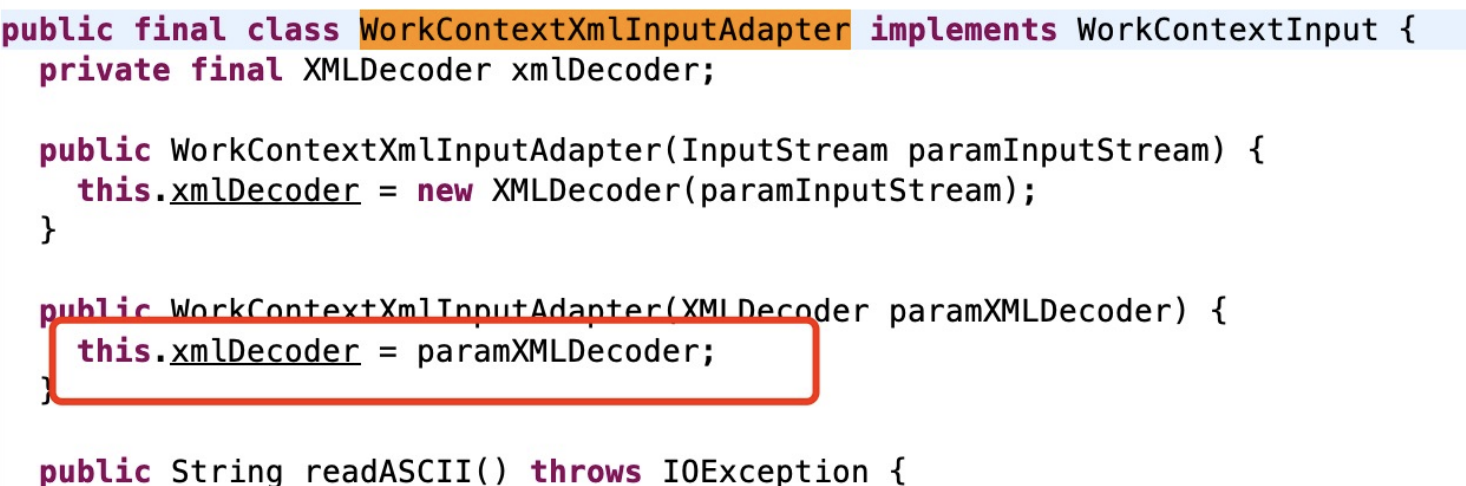 public final class WorkContextXmlInputAdapter implements WorkContextInput {
private final XMLDecoder xmlDecoder;
public WorkContextXmlInputAdapter(InputStream paramInputStream) {
this.xmlDecoder = new XMLDecoder(paramInputStream);
}
public WorkContextXmlInputAdapter(XMLDecoder paramXMLDecoder) {
this.xmlDecoder = paramXMLDecoder;
}
public String readASCII() throws IOException {